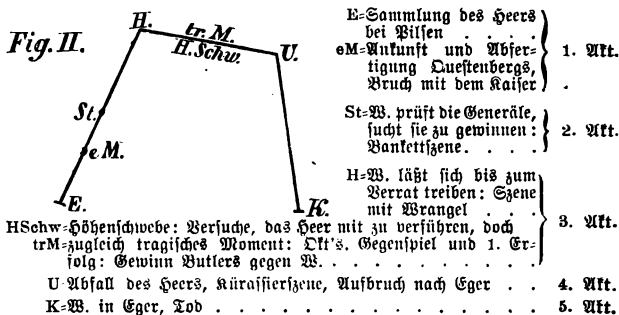 Fig. II.
H.
tr. M.
H. Schw.
U.
St.
eM.
E.
K.
E=Sammlung des Heers
bei Pilsen . . . .
eM=Ankunft und Abfer-
tigung Questenbergs,
Bruch mit dem Kaiser .
1. Akt.
St=W. prüft die Generäle,
sucht sie zu gewinnen:
Bankettszene. . . .
2. Akt.
H=W. läßt sich bis zum
Verrat treiben: Szene
mit Wrangel . . .
HSchw=Höhenschwebe: Versuche, das Heer mit zu verführen, doch
trM=zugleich tragisches Moment: Okt's. Gegenspiel und 1. Er-
folg: Gewinn Butlers gegen W. . . . . . . . . .
3. Akt.
U Abfall des Heers, Kürassierszene, Aufbruch nach Eger . . 4. Akt.
K=W. in Eger, Tod . . . . . . . . . . . . . . . 5. Akt.